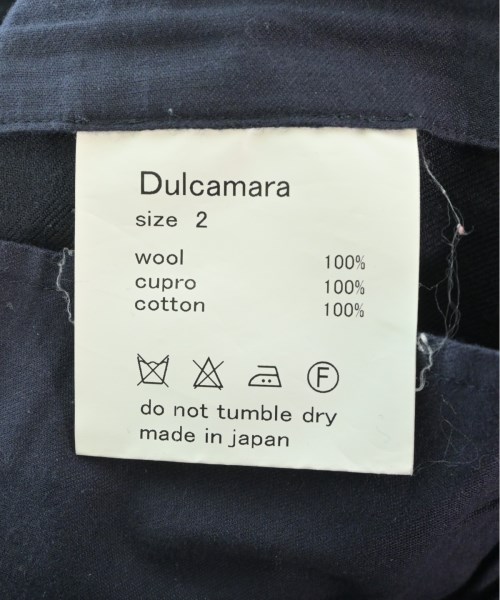 Dulcamara
size 2
wool 100%
cupro 100%
cotton 100%
F
do not tumble dry
made in japan